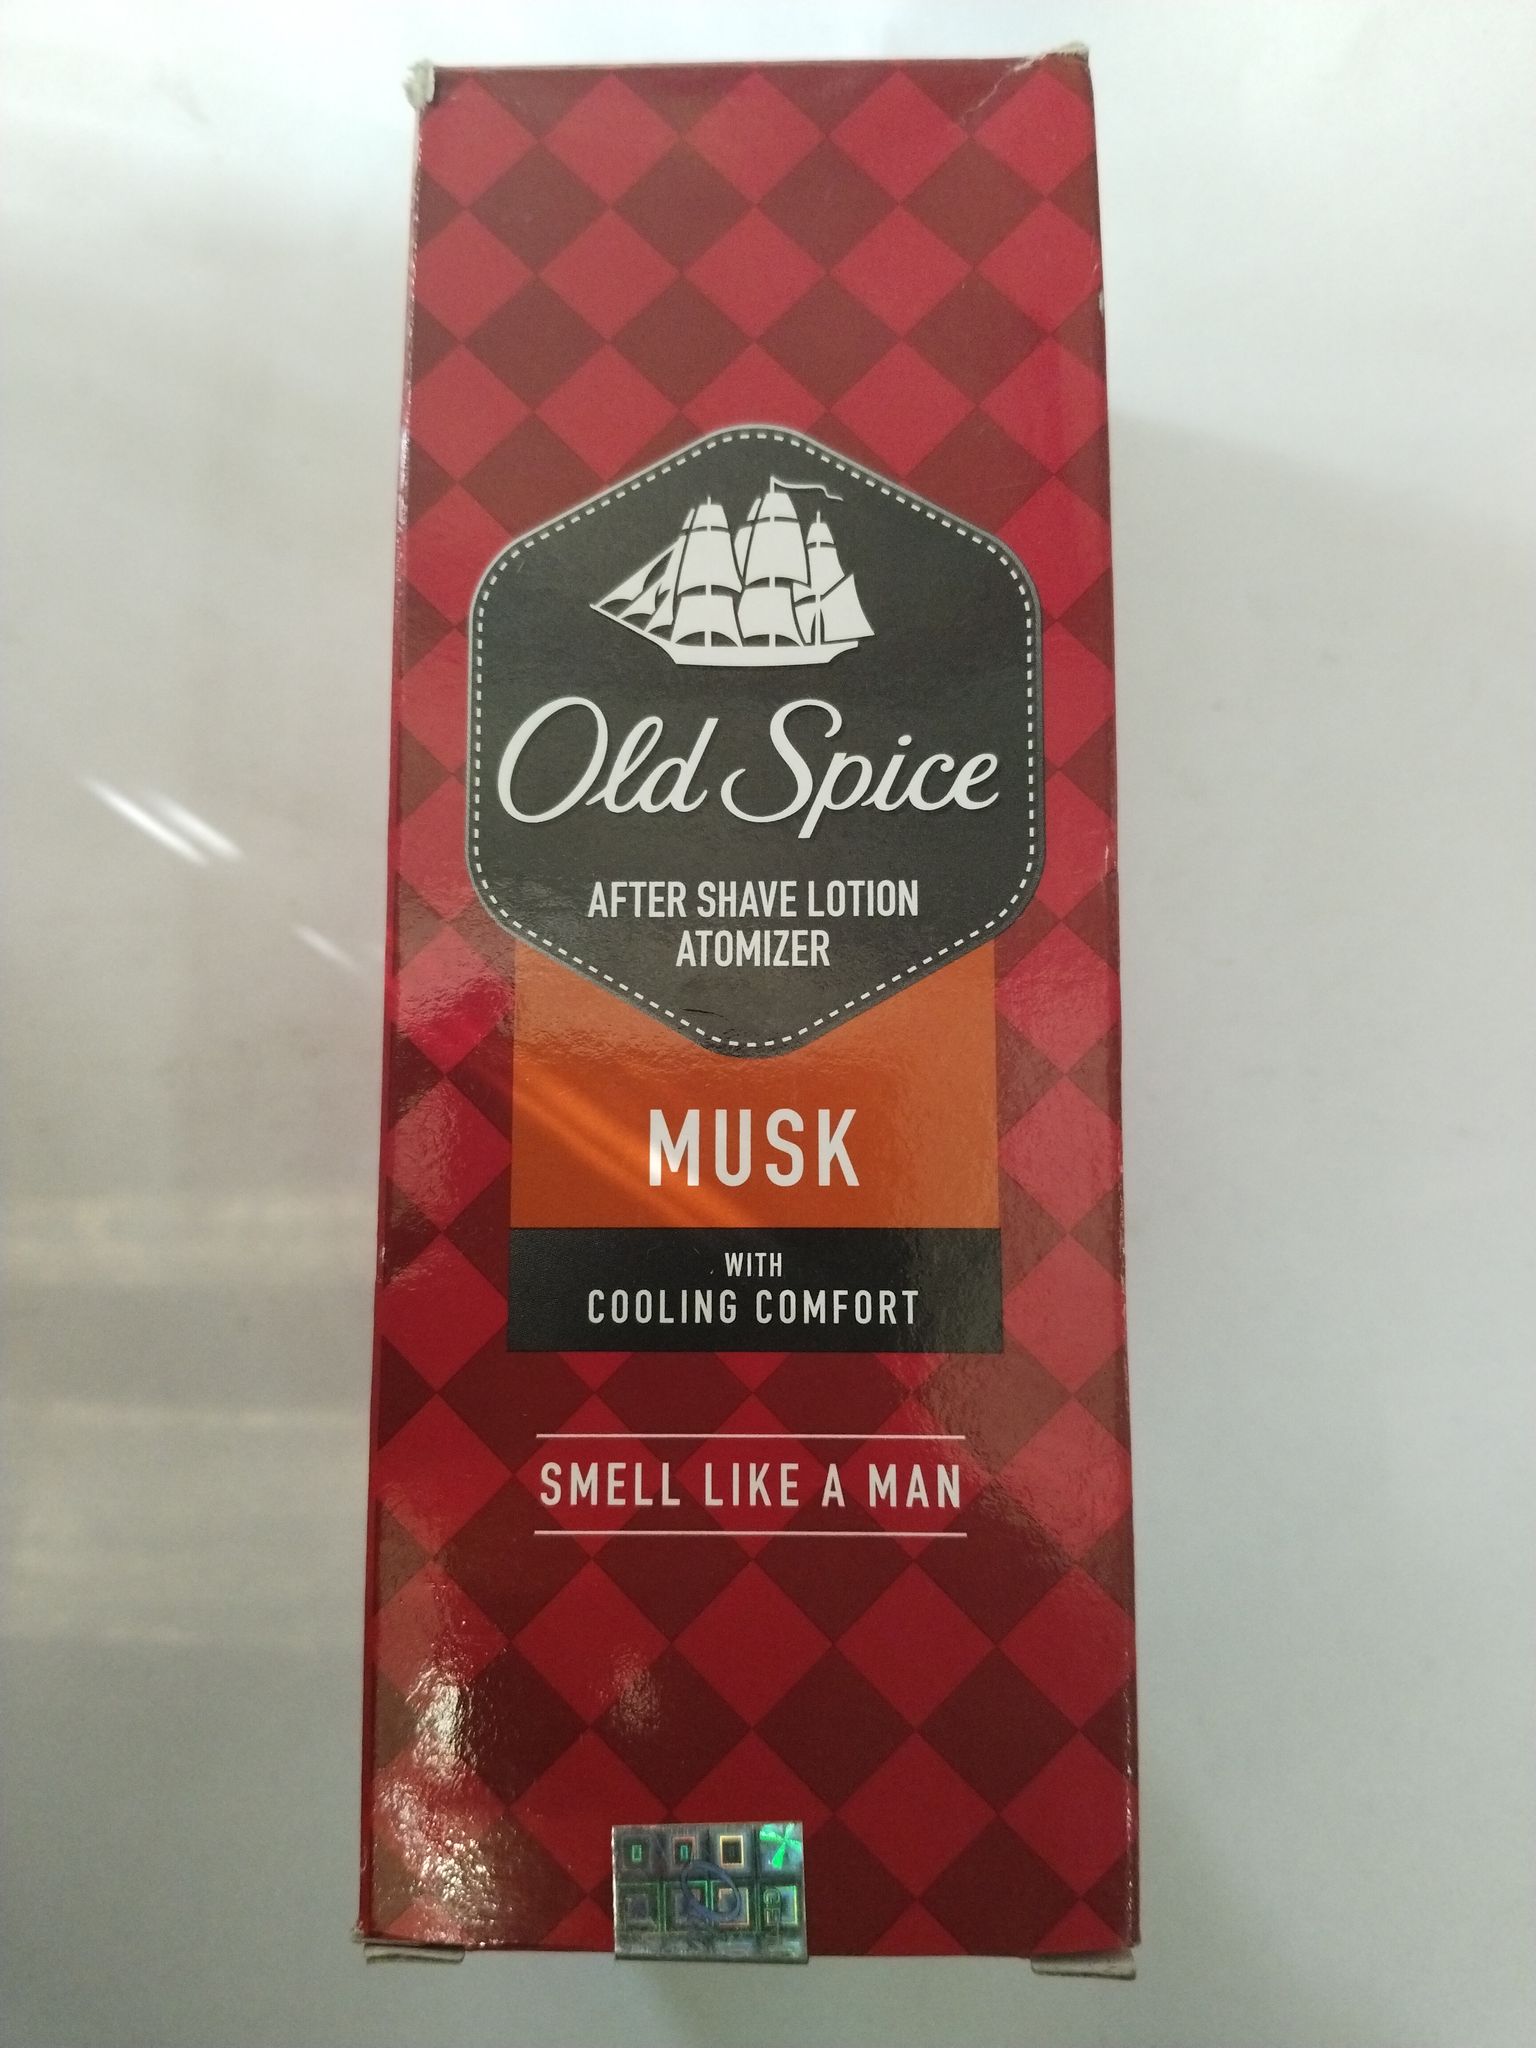 Old Spice
AFTER SHAVE LOTION
ATOMIZER
MUSK
WITH
COOLING COMFORT
SMELL LIKE A MAN